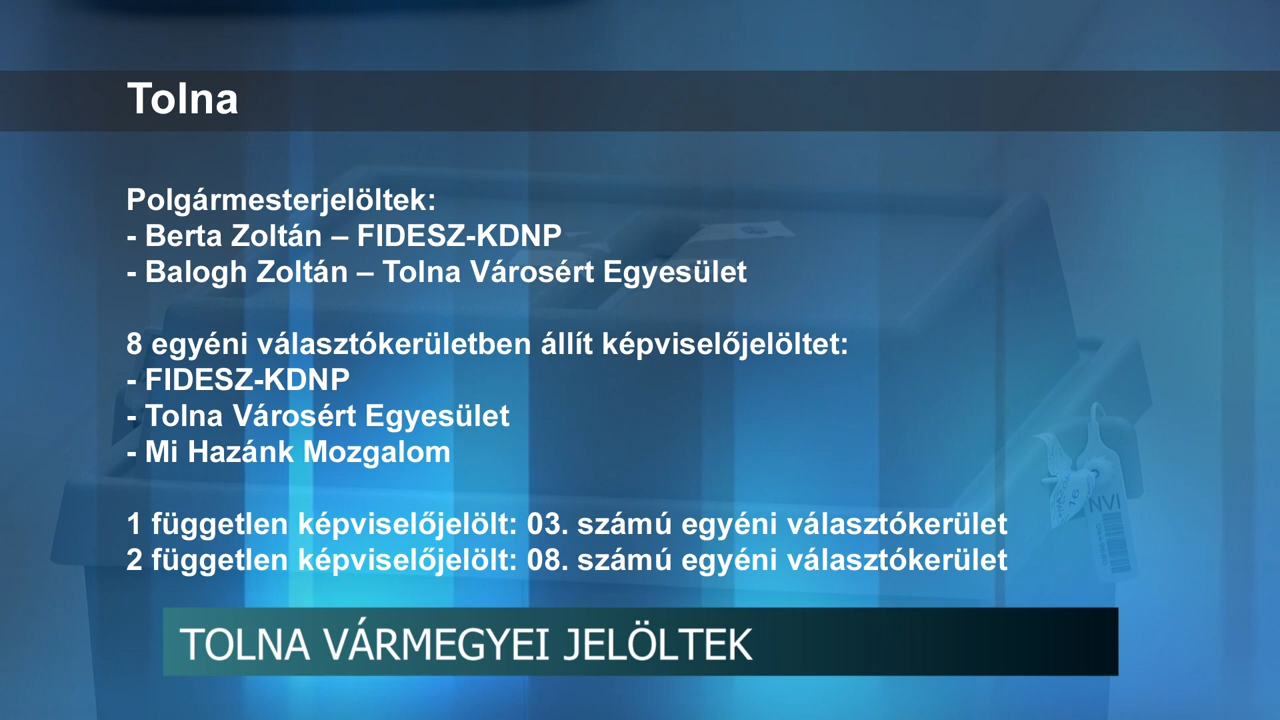 Tolna
Polgármesterjelöltek:
- Berta Zoltán – FIDESZ-KDNP
- Balogh Zoltán – Tolna Városért Egyesület
8 egyéni választókerületben állít képviselőjelöltet:
- FIDESZ-KDNP
- Tolna Városért Egyesület
- Mi Hazánk Mozgalom
1 független képviselőjelölt: 03. számú egyéni választókerület
2 független képviselőjelölt: 08. számú egyéni választókerület
NVI
TOLNA VÁRMEGYEI JELÖLTEK